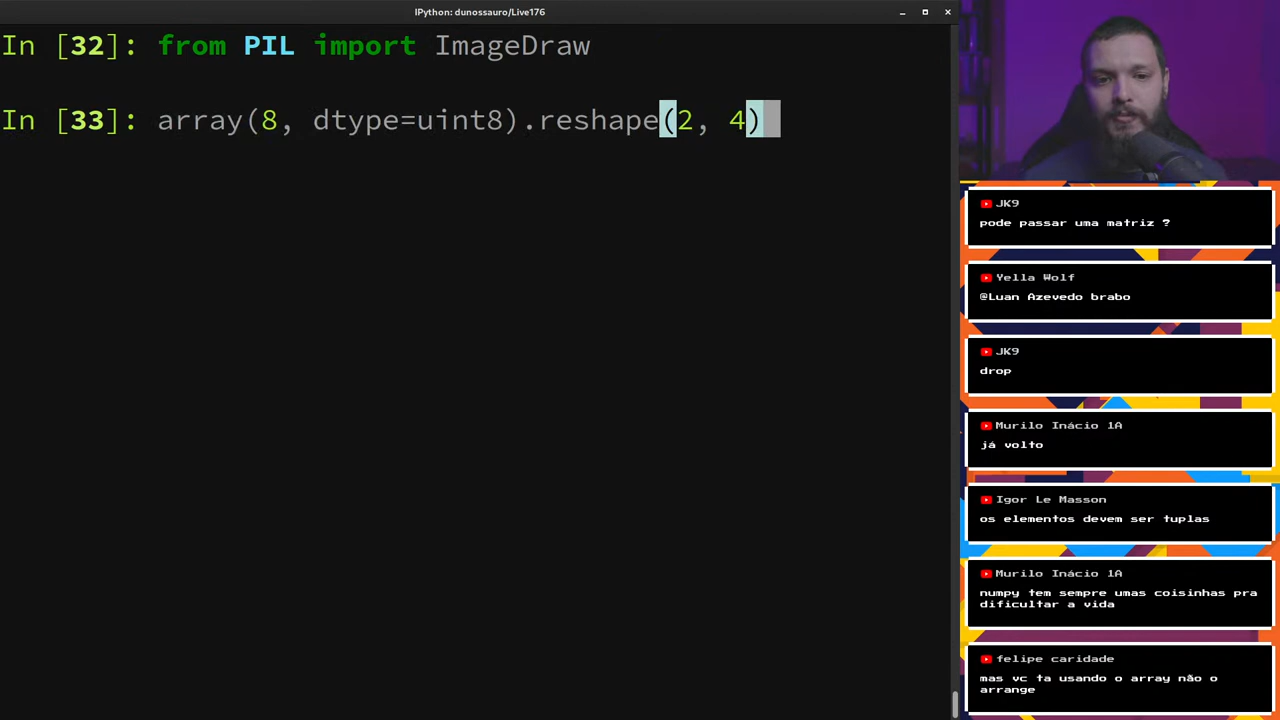 IPython: dunossauro/Live176
In [32]: from PIL import ImageDraw
In [33]: array(8, dtype=uint8).reshape(2, 4)
JK9
pode passar uma matriz ?
Yella Wolf
@Luan Azevedo brabo
JK9
drop
Murilo Inácio 1A
já volto
Igor Le Masson
os elementos devem ser tuplas
Murilo Inácio 1A
numpy tem sempre umas coisinhas pra
dificultar a vida
felipe caridade
mas vc ta usando o array não o
arrange